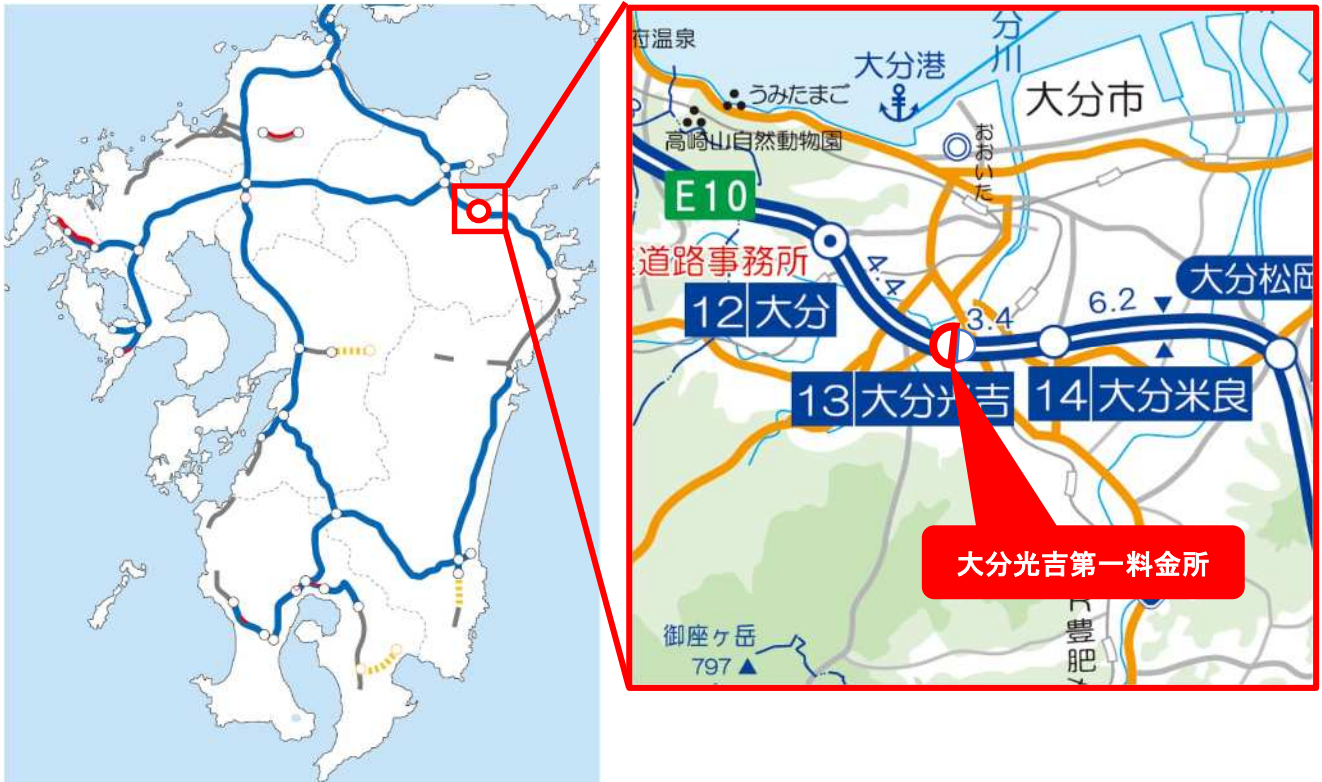 府温泉
大分港
分川
大分市
うみたまご
高崎山自然動物園
おおいた
E10
道路事務所
4.4
12 大分
3.4
6.2
大分松岡
13 大分光吉
14 大分米良
大分光吉第一料金所
豊肥
御座ヶ岳
797